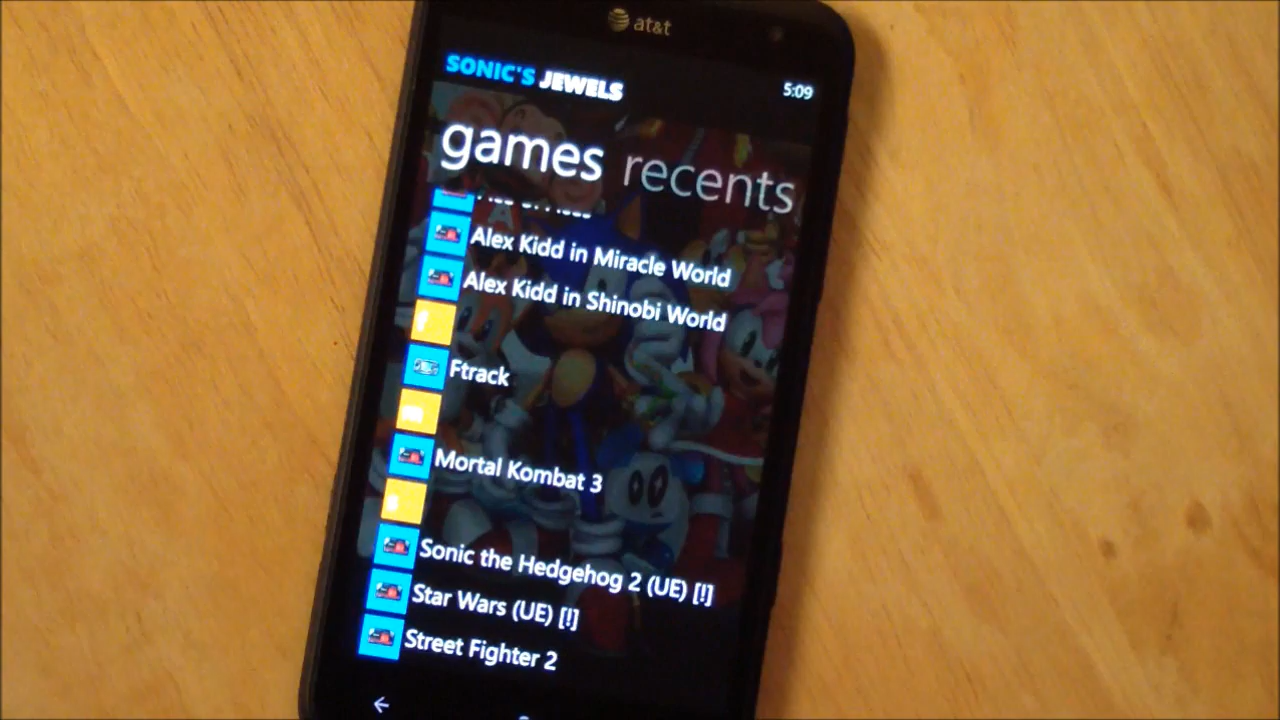 at&t
SONIC'S JEWELS
5:09
games recents
Alex Kidd in Miracle World
Alex Kidd in Shinobi World
f
Ftrack
m
Mortal Kombat 3
s
Sonic the Hedgehog 2 (UE) [!]
Star Wars (UE) [!]
Street Fighter 2